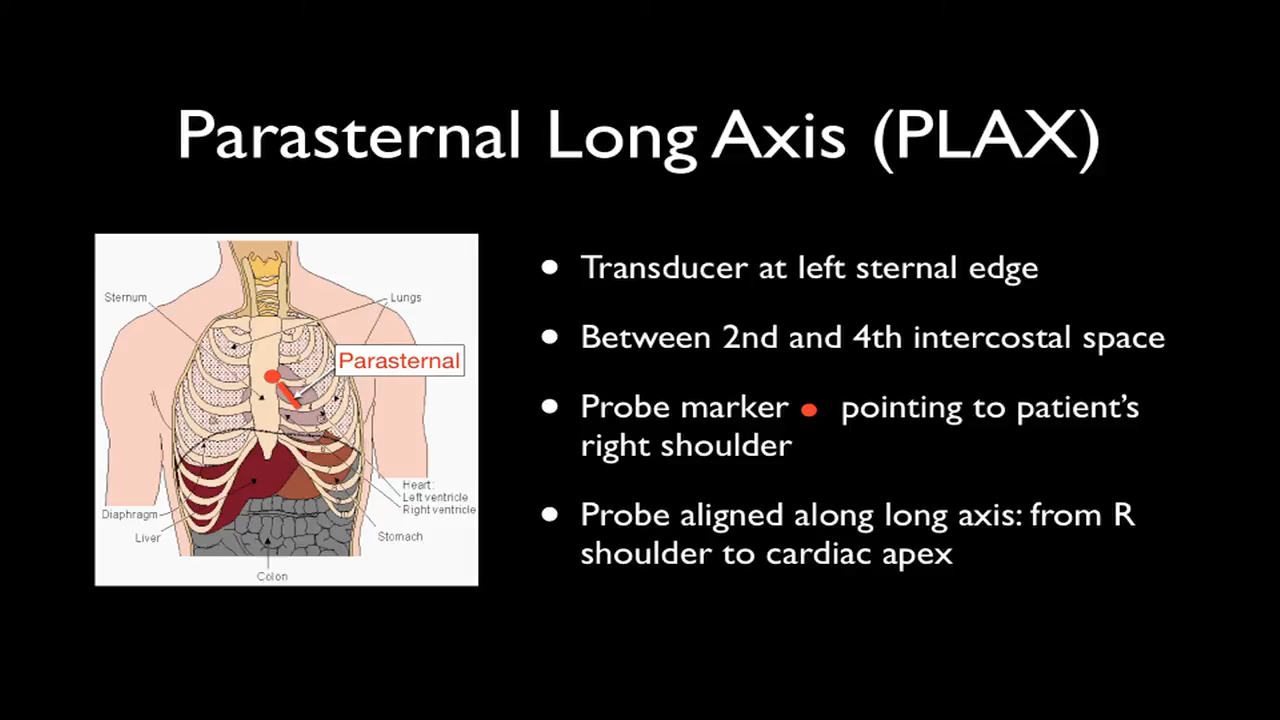 Parasternal Long Axis (PLAX)
Sternum
Lungs
Parasternal
Heart:
Left ventricle
Right ventricle
Diaphragm
Liver
Stomach
Colon
• Transducer at left sternal edge
• Between 2nd and 4th intercostal space
• Probe marker pointing to patient’s
right shoulder
• Probe aligned along long axis: from R
shoulder to cardiac apex